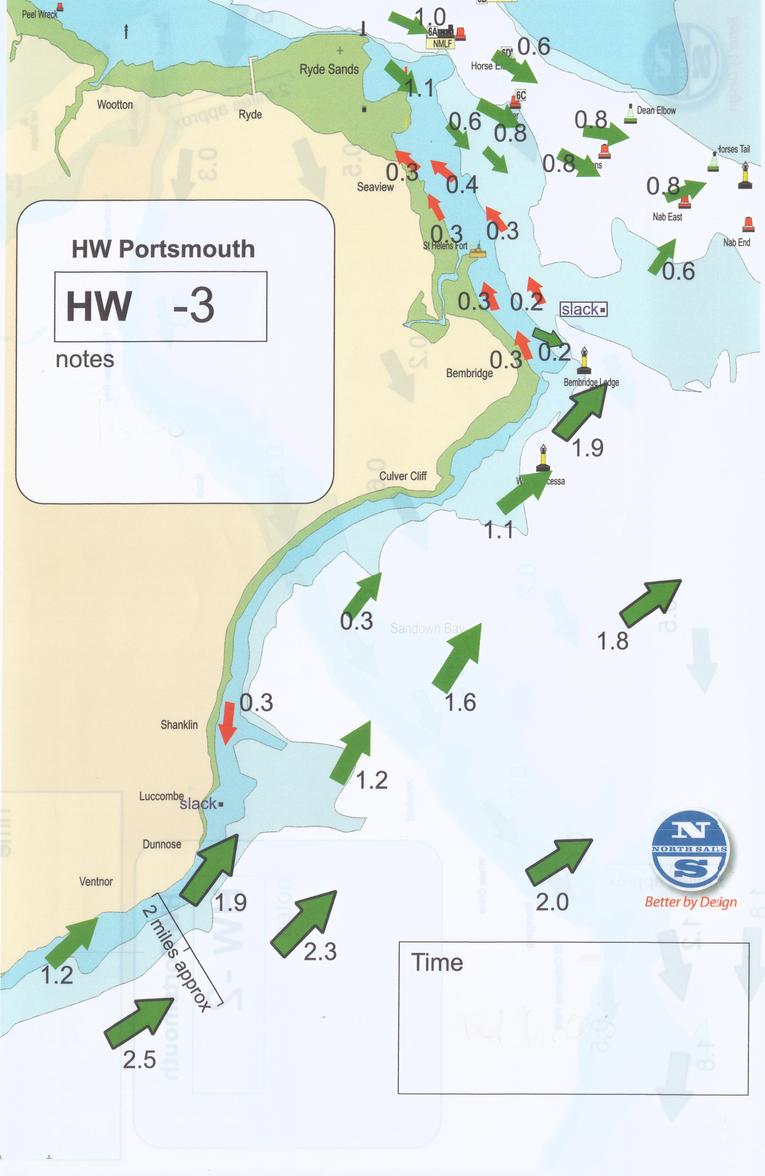 Peel Wreck
1.0
6A
NMLF
0.6
Horse E
Ryde Sands
1.1
6C
Wootton
Ryde
0.6
0.8
0.8
Dean Elbow
0.8
Horses Tail
0.3
Seaview
0.4
0.8
Nab East
Nab End
0.3
0.3
St Helens Fort
0.6
HW Portsmouth
HW -3
notes
0.3
0.2
slack
0.3
0.2
Bembridge
Bembridge Ledge
1.9
Culver Cliff
1.1
0.3
Sandown Bay
1.8
1.6
0.3
Shanklin
1.2
Luccombe
slack
Dunnose
Ventnor
N
NORTH SAILS
S
Better by Design
1.9
2.0
2 miles approx
2.3
1.2
Time
2.5